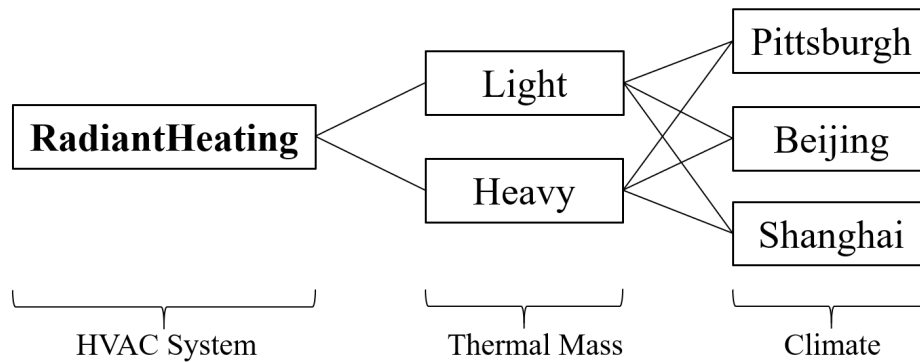 RadiantHeating
Light
Heavy
Pittsburgh
Beijing
Shanghai
HVAC System
Thermal Mass
Climate